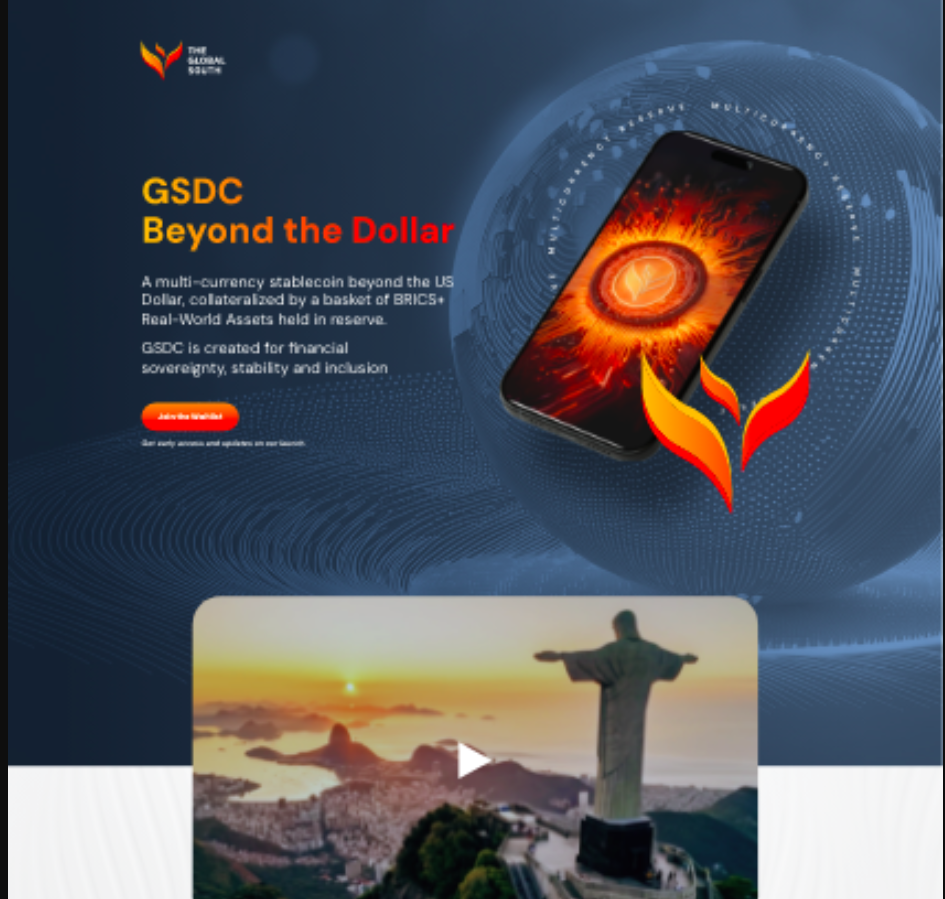 THE
GLOBAL
SOUTH
MULTICURRENCY RESERVE MULTICURRENCY RESERVE
GSDC
Beyond the Dollar
A multi-currency stablecoin beyond the US
Dollar, collateralized by a basket of BRICS+
Real-World Assets held in reserve.
GSDC is created for financial
sovereignty, stability and inclusion
Join the Waitlist
Get early access and updates on our launch